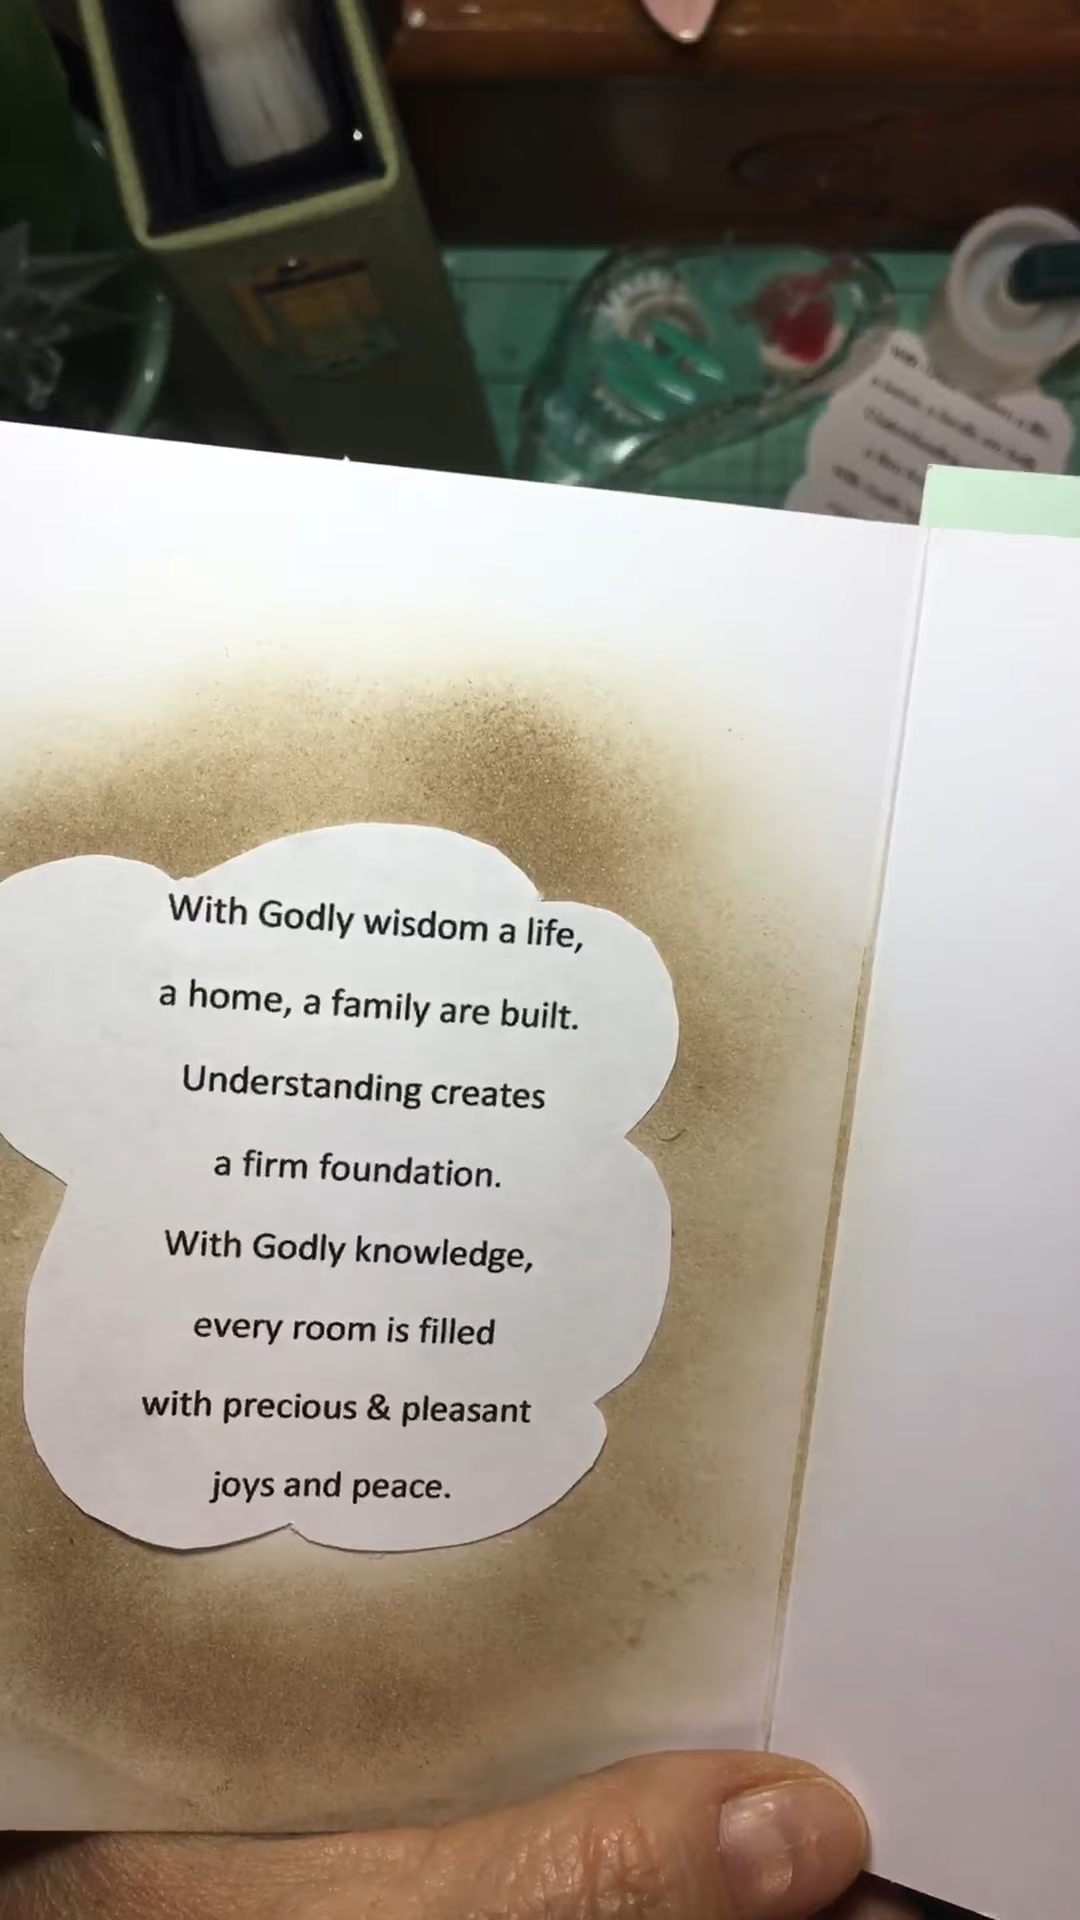 With Godly wisdom a life,
a home, a family are built.
Understanding creates
a firm foundation.
With Godly knowledge,
every room is filled
with precious & pleasant
joys and peace.